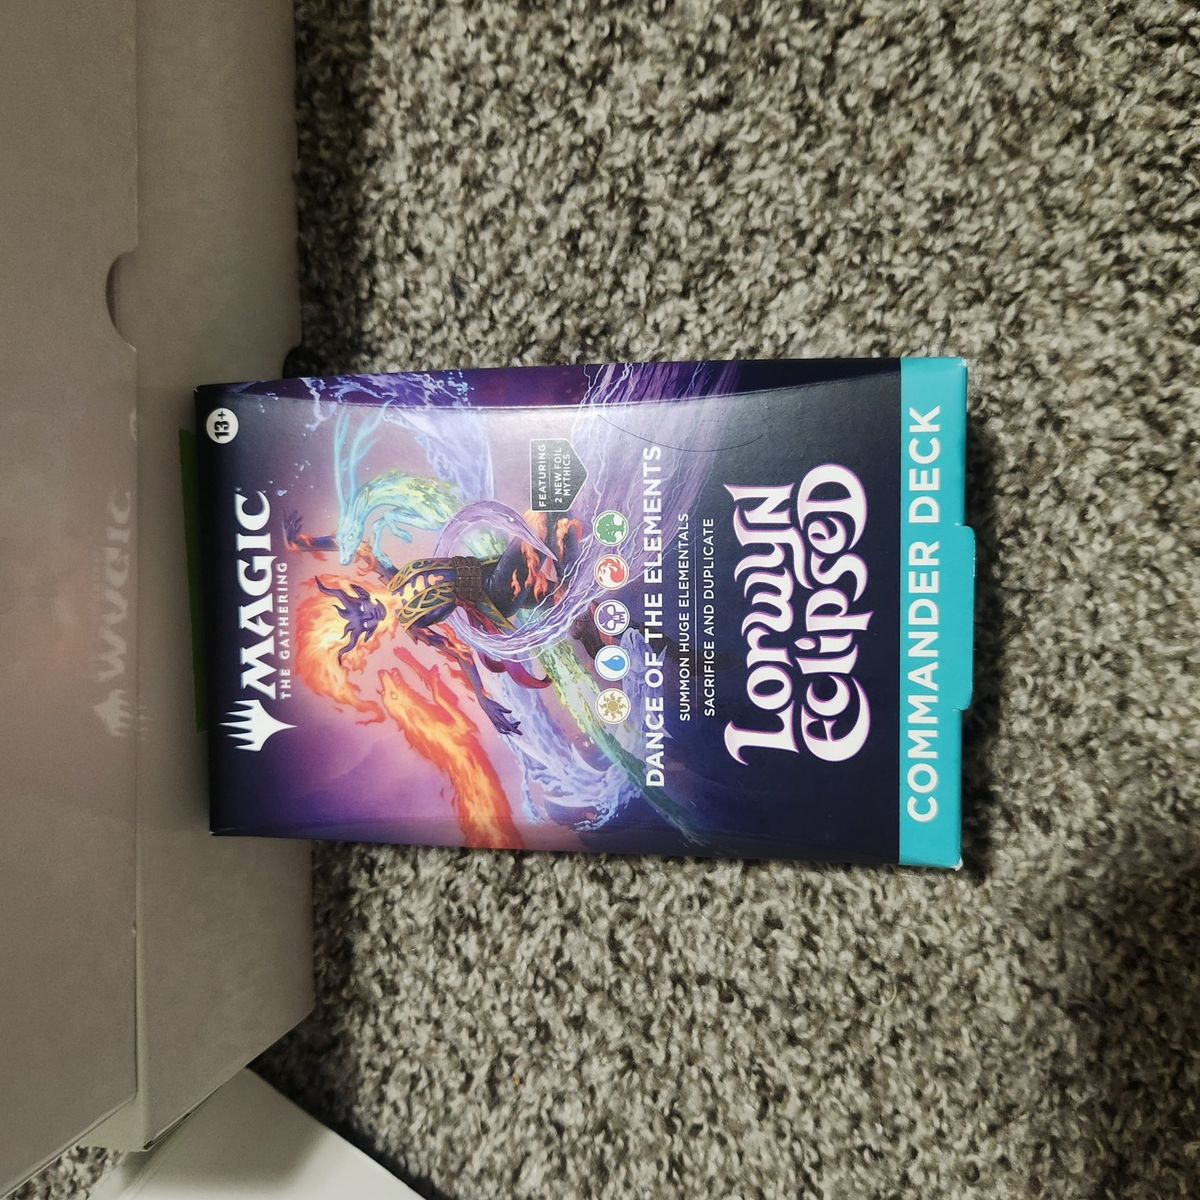 MAGIC
THE GATHERING
13+
FEATURING
2 NEW FOIL
MYTHICS
DANCE OF THE ELEMENTS
SUMMON HUGE ELEMENTALS
SACRIFICE AND DUPLICATE
LORWYN
ECLIPSED
COMMANDER DECK
MAGIC